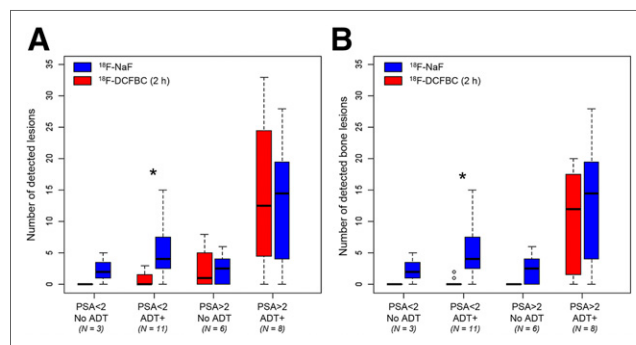 A
¹⁸F-NaF
¹⁸F-DCFBC (2 h)
Number of detected lesions
35
30
25
20
15
10
5
0
*
PSA<2 PSA<2 PSA>2 PSA>2
No ADT ADT+ No ADT ADT+
(N = 3) (N = 11) (N = 6) (N = 8)
B
¹⁸F-NaF
¹⁸F-DCFBC (2 h)
Number of detected bone lesions
35
30
25
20
15
10
5
0
*
PSA<2 PSA<2 PSA>2 PSA>2
No ADT ADT+ No ADT ADT+
(N = 3) (N = 11) (N = 6) (N = 8)